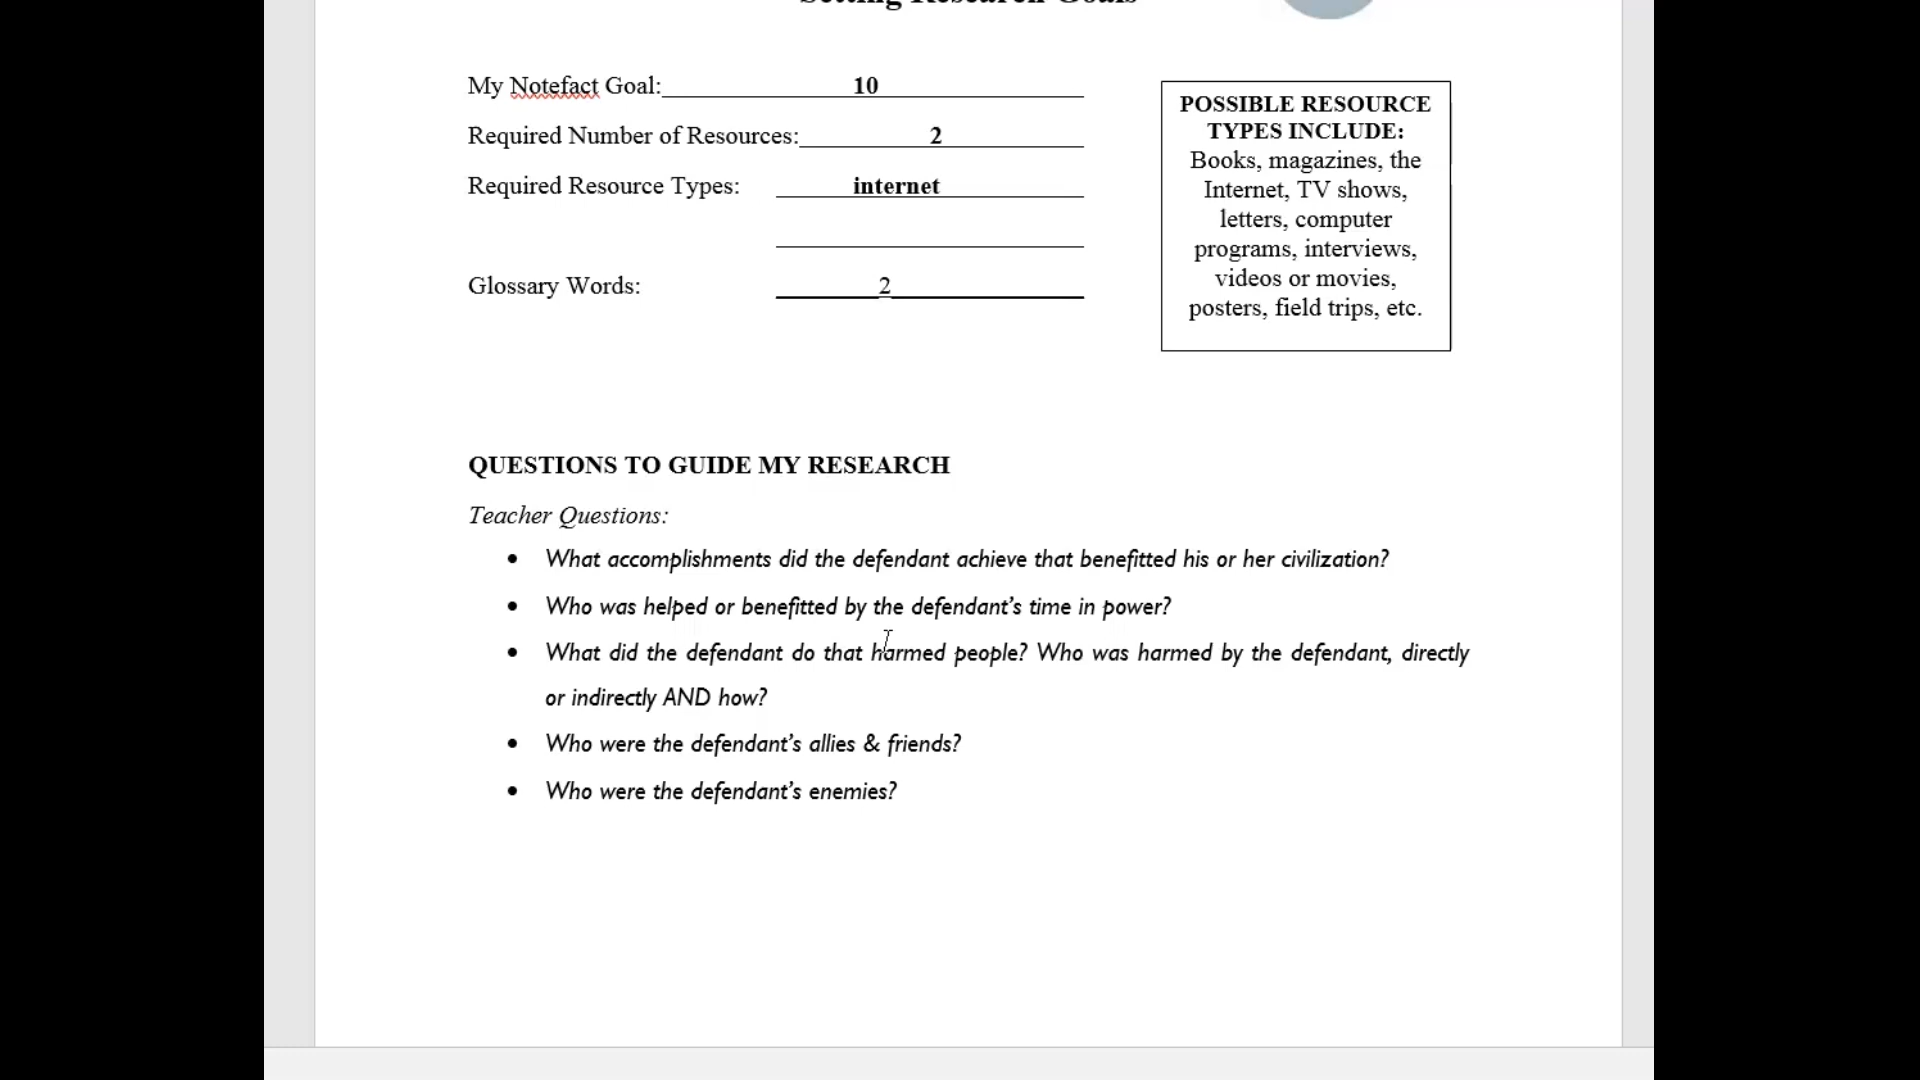 Setting Research Goals
My Notefact Goal: 10
Required Number of Resources: 2
Required Resource Types: internet
Glossary Words: 2
POSSIBLE RESOURCE
TYPES INCLUDE:
Books, magazines, the
Internet, TV shows,
letters, computer
programs, interviews,
videos or movies,
posters, field trips, etc.
QUESTIONS TO GUIDE MY RESEARCH
Teacher Questions:
• What accomplishments did the defendant achieve that benefitted his or her civilization?
• Who was helped or benefitted by the defendant’s time in power?
• What did the defendant do that harmed people? Who was harmed by the defendant, directly
or indirectly AND how?
• Who were the defendant’s allies & friends?
• Who were the defendant’s enemies?